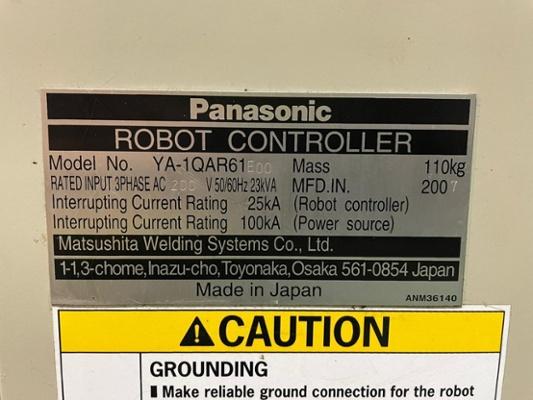 Panasonic
ROBOT CONTROLLER
Model No. YA-1QAR61E00 Mass 110kg
RATED INPUT 3PHASE AC 200 V 50/60Hz 23kVA MFD.IN. 2007
Interrupting Current Rating 25kA (Robot controller)
Interrupting Current Rating 100kA (Power source)
Matsushita Welding Systems Co., Ltd.
1-1,3-chome,Inazu-cho,Toyonaka,Osaka 561-0854 Japan
Made in Japan ANM36140
CAUTION
GROUNDING
Make reliable ground connection for the robot